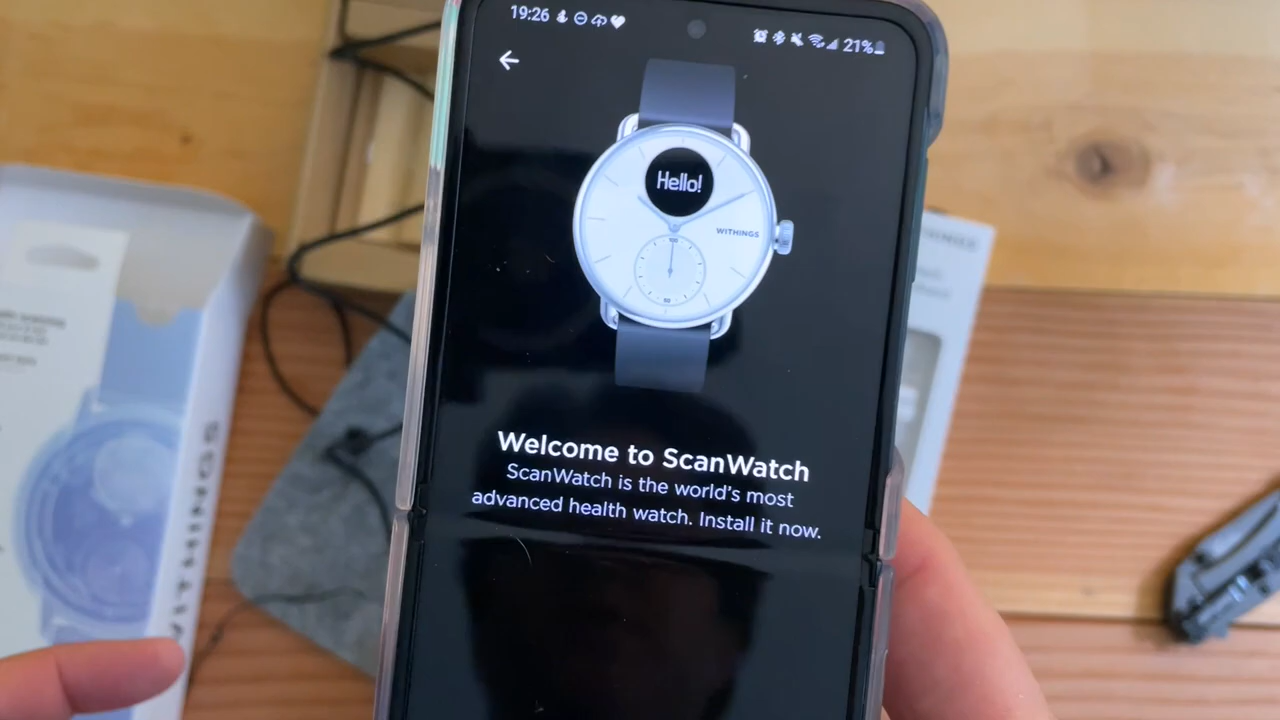 19:26
21%
Hello!
WITHINGS
100
50
Welcome to ScanWatch
ScanWatch is the world's most
advanced health watch. Install it now.
WITHINGS